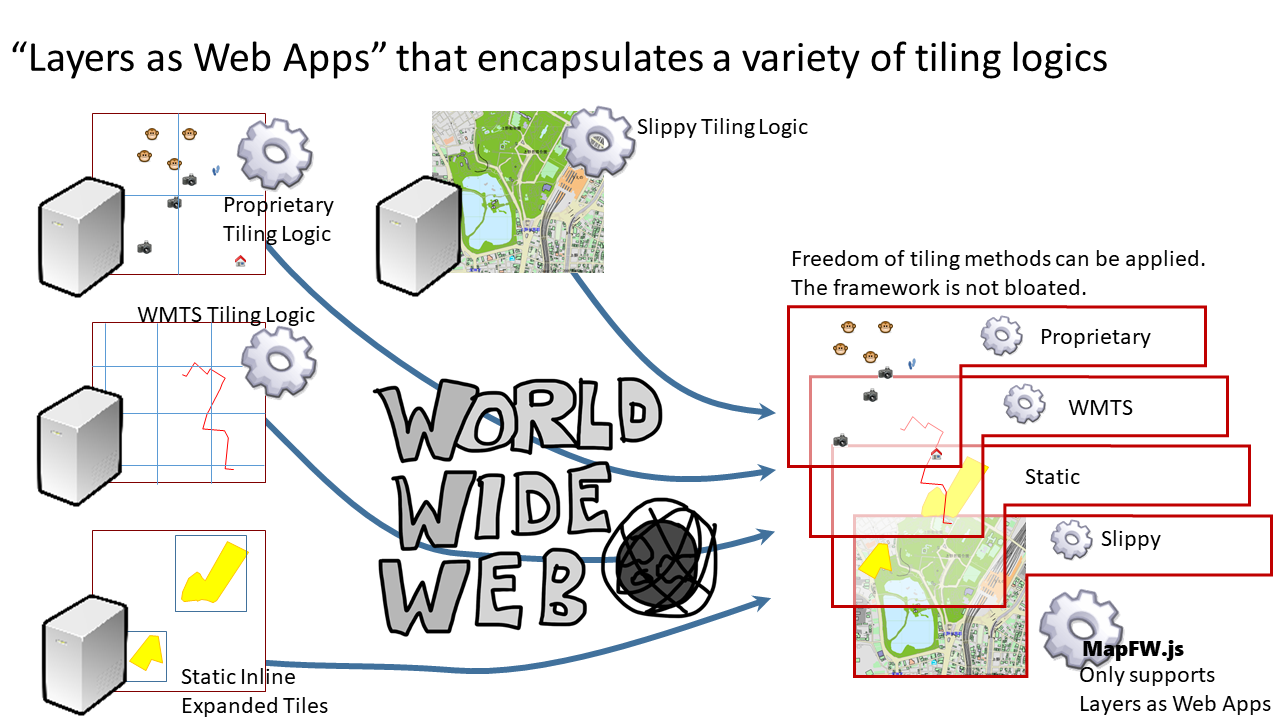 “Layers as Web Apps” that encapsulates a variety of tiling logics
Slippy Tiling Logic
Proprietary
Tiling Logic
WMTS Tiling Logic
Static Inline
Expanded Tiles
WORLD
WIDE
WEB
Freedom of tiling methods can be applied.
The framework is not bloated.
Proprietary
WMTS
Static
Slippy
MapFW.js
Only supports
Layers as Web Apps